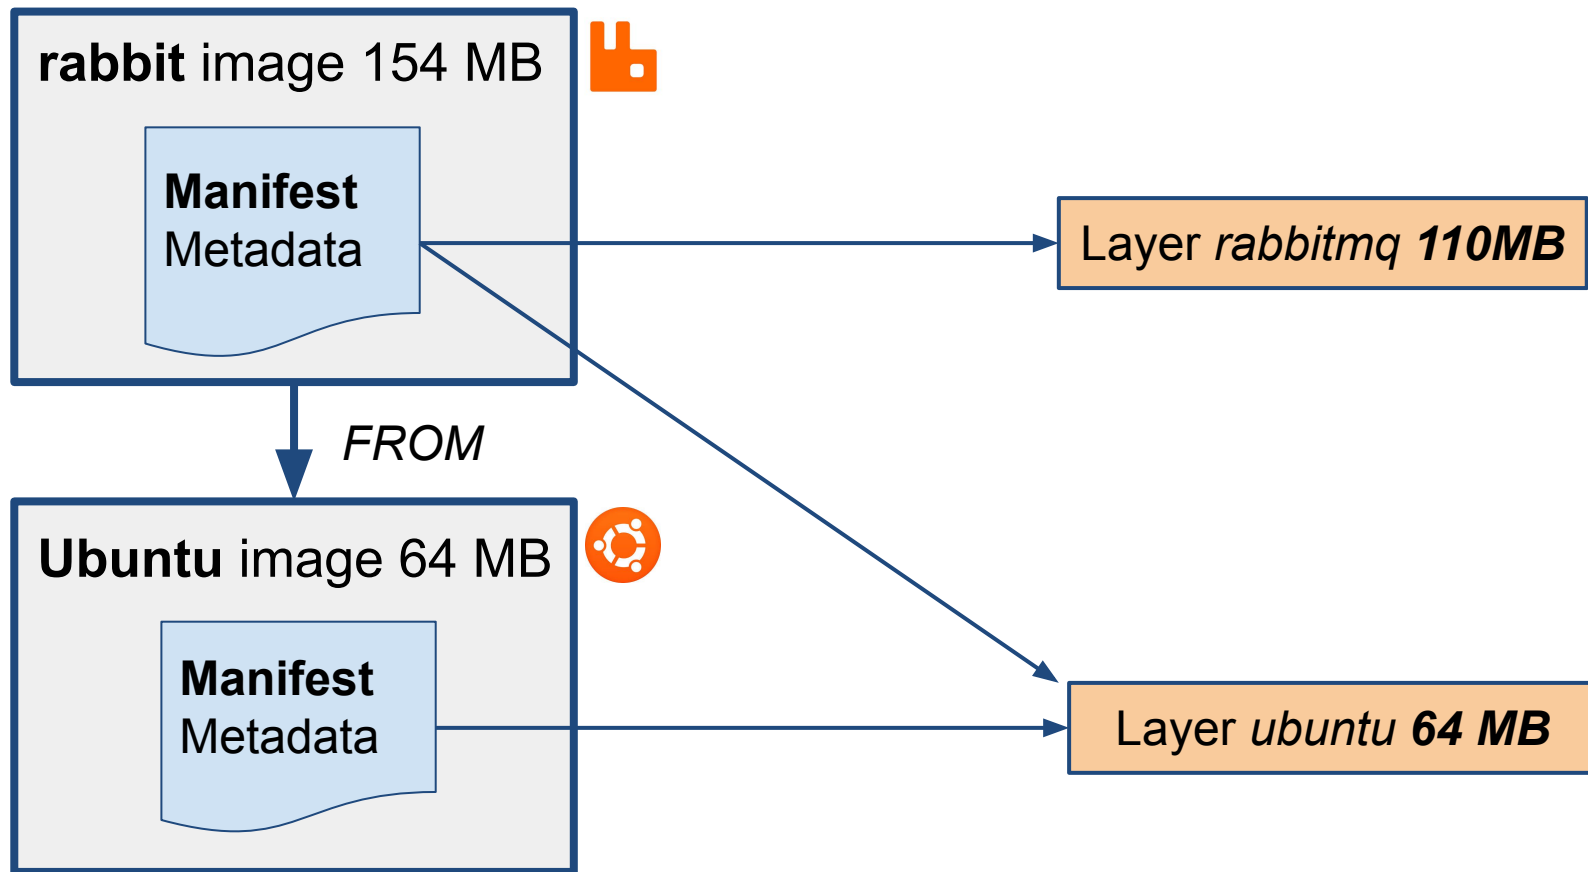 rabbit image 154 MB
Manifest
Metadata
Layer rabbitmq 110MB
FROM
Ubuntu image 64 MB
Manifest
Metadata
Layer ubuntu 64 MB